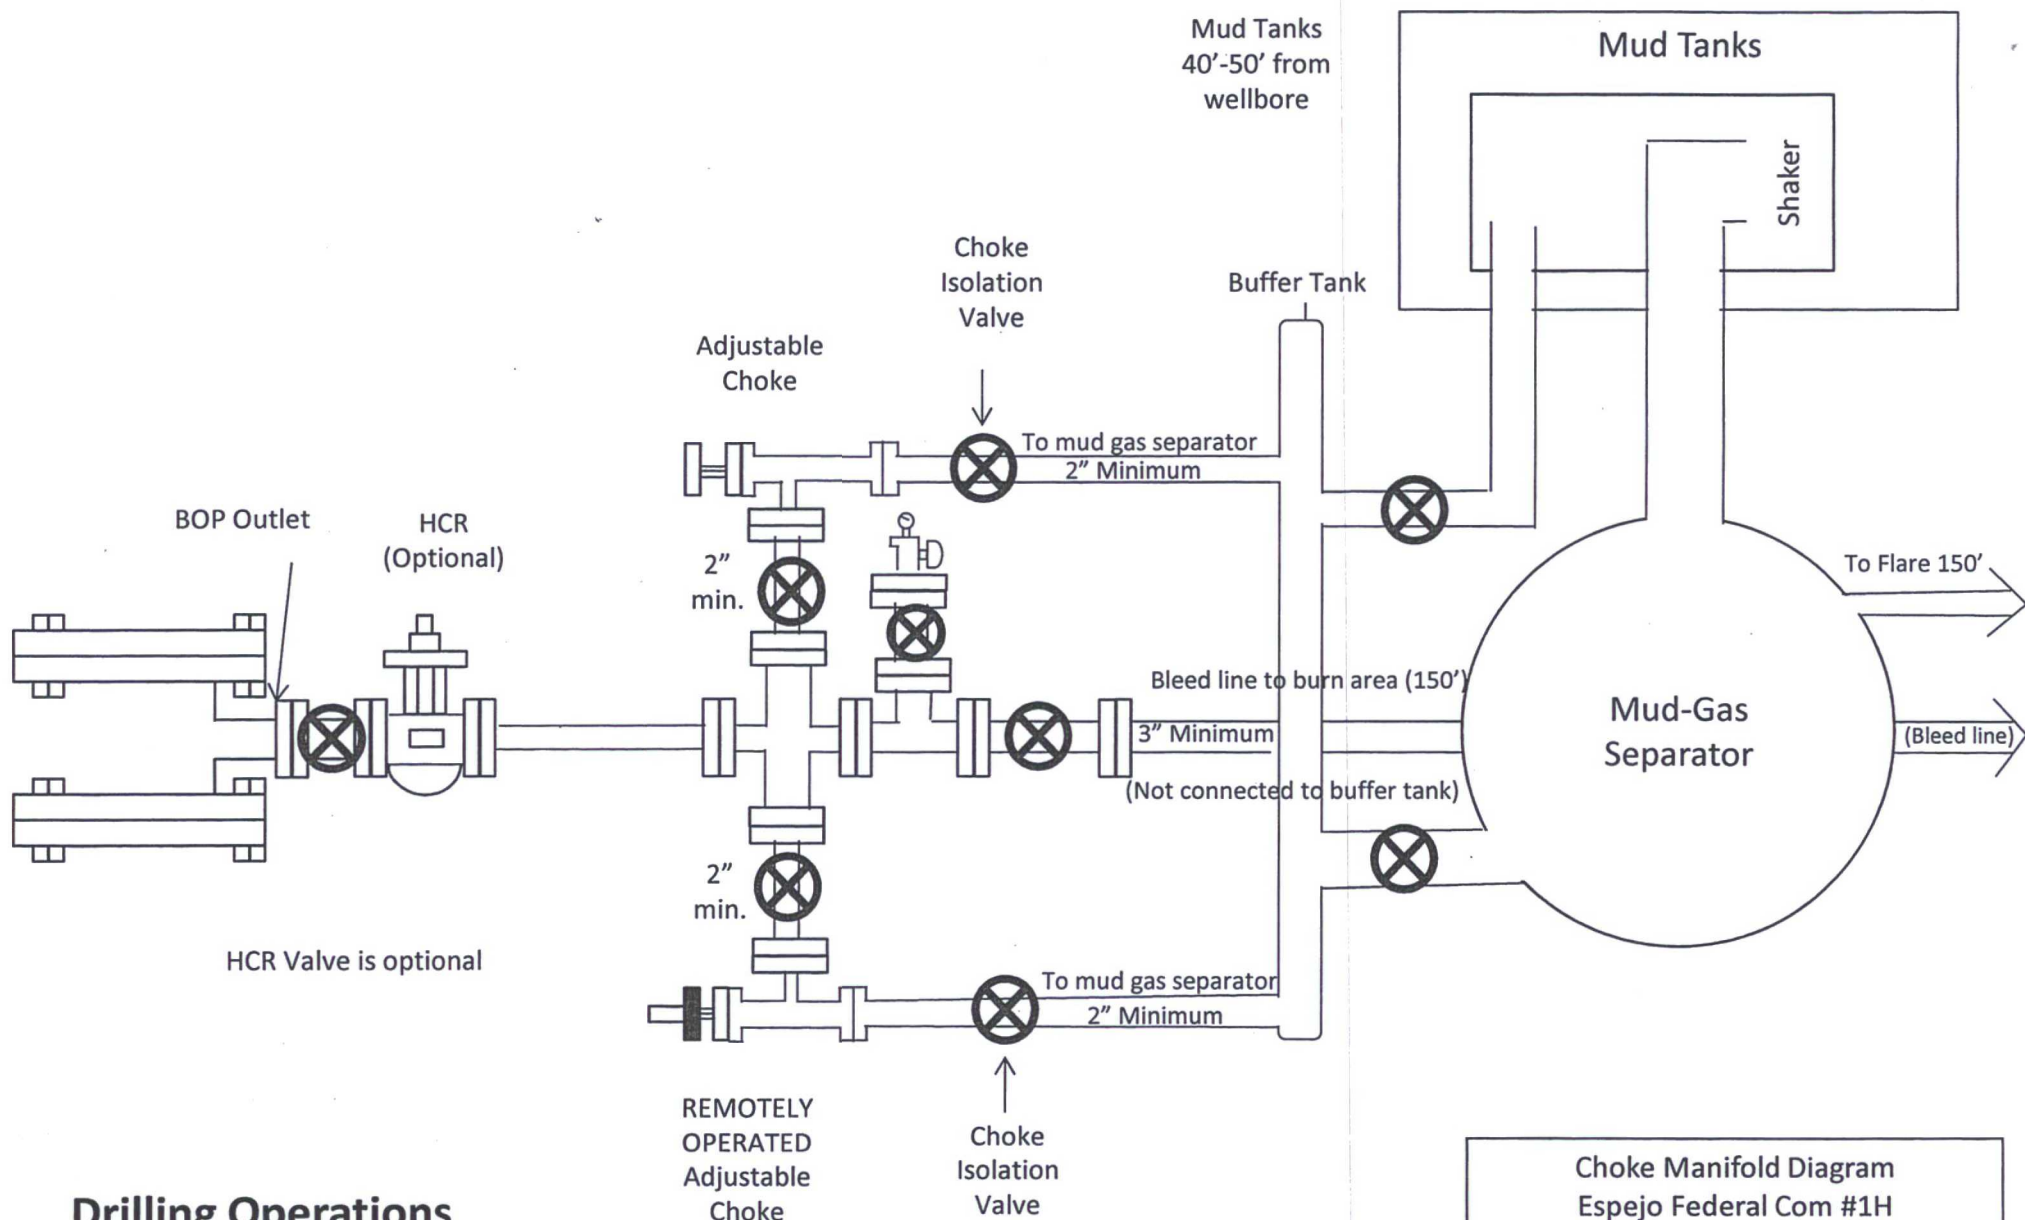 Mud Tanks
40’-50’ from
wellbore
Mud Tanks
Shaker
Choke
Isolation
Valve
Buffer Tank
Adjustable
Choke
To mud gas separator
2” Minimum
BOP Outlet
HCR
(Optional)
2”
min.
To Flare 150’
Bleed line to burn area (150’)
3” Minimum
(Not connected to buffer tank)
Mud-Gas
Separator
(Bleed line)
2”
min.
HCR Valve is optional
To mud gas separator
2” Minimum
REMOTELY
OPERATED
Adjustable
Choke
Choke
Isolation
Valve
Drilling Operations
Choke Manifold Diagram
Espejo Federal Com #1H